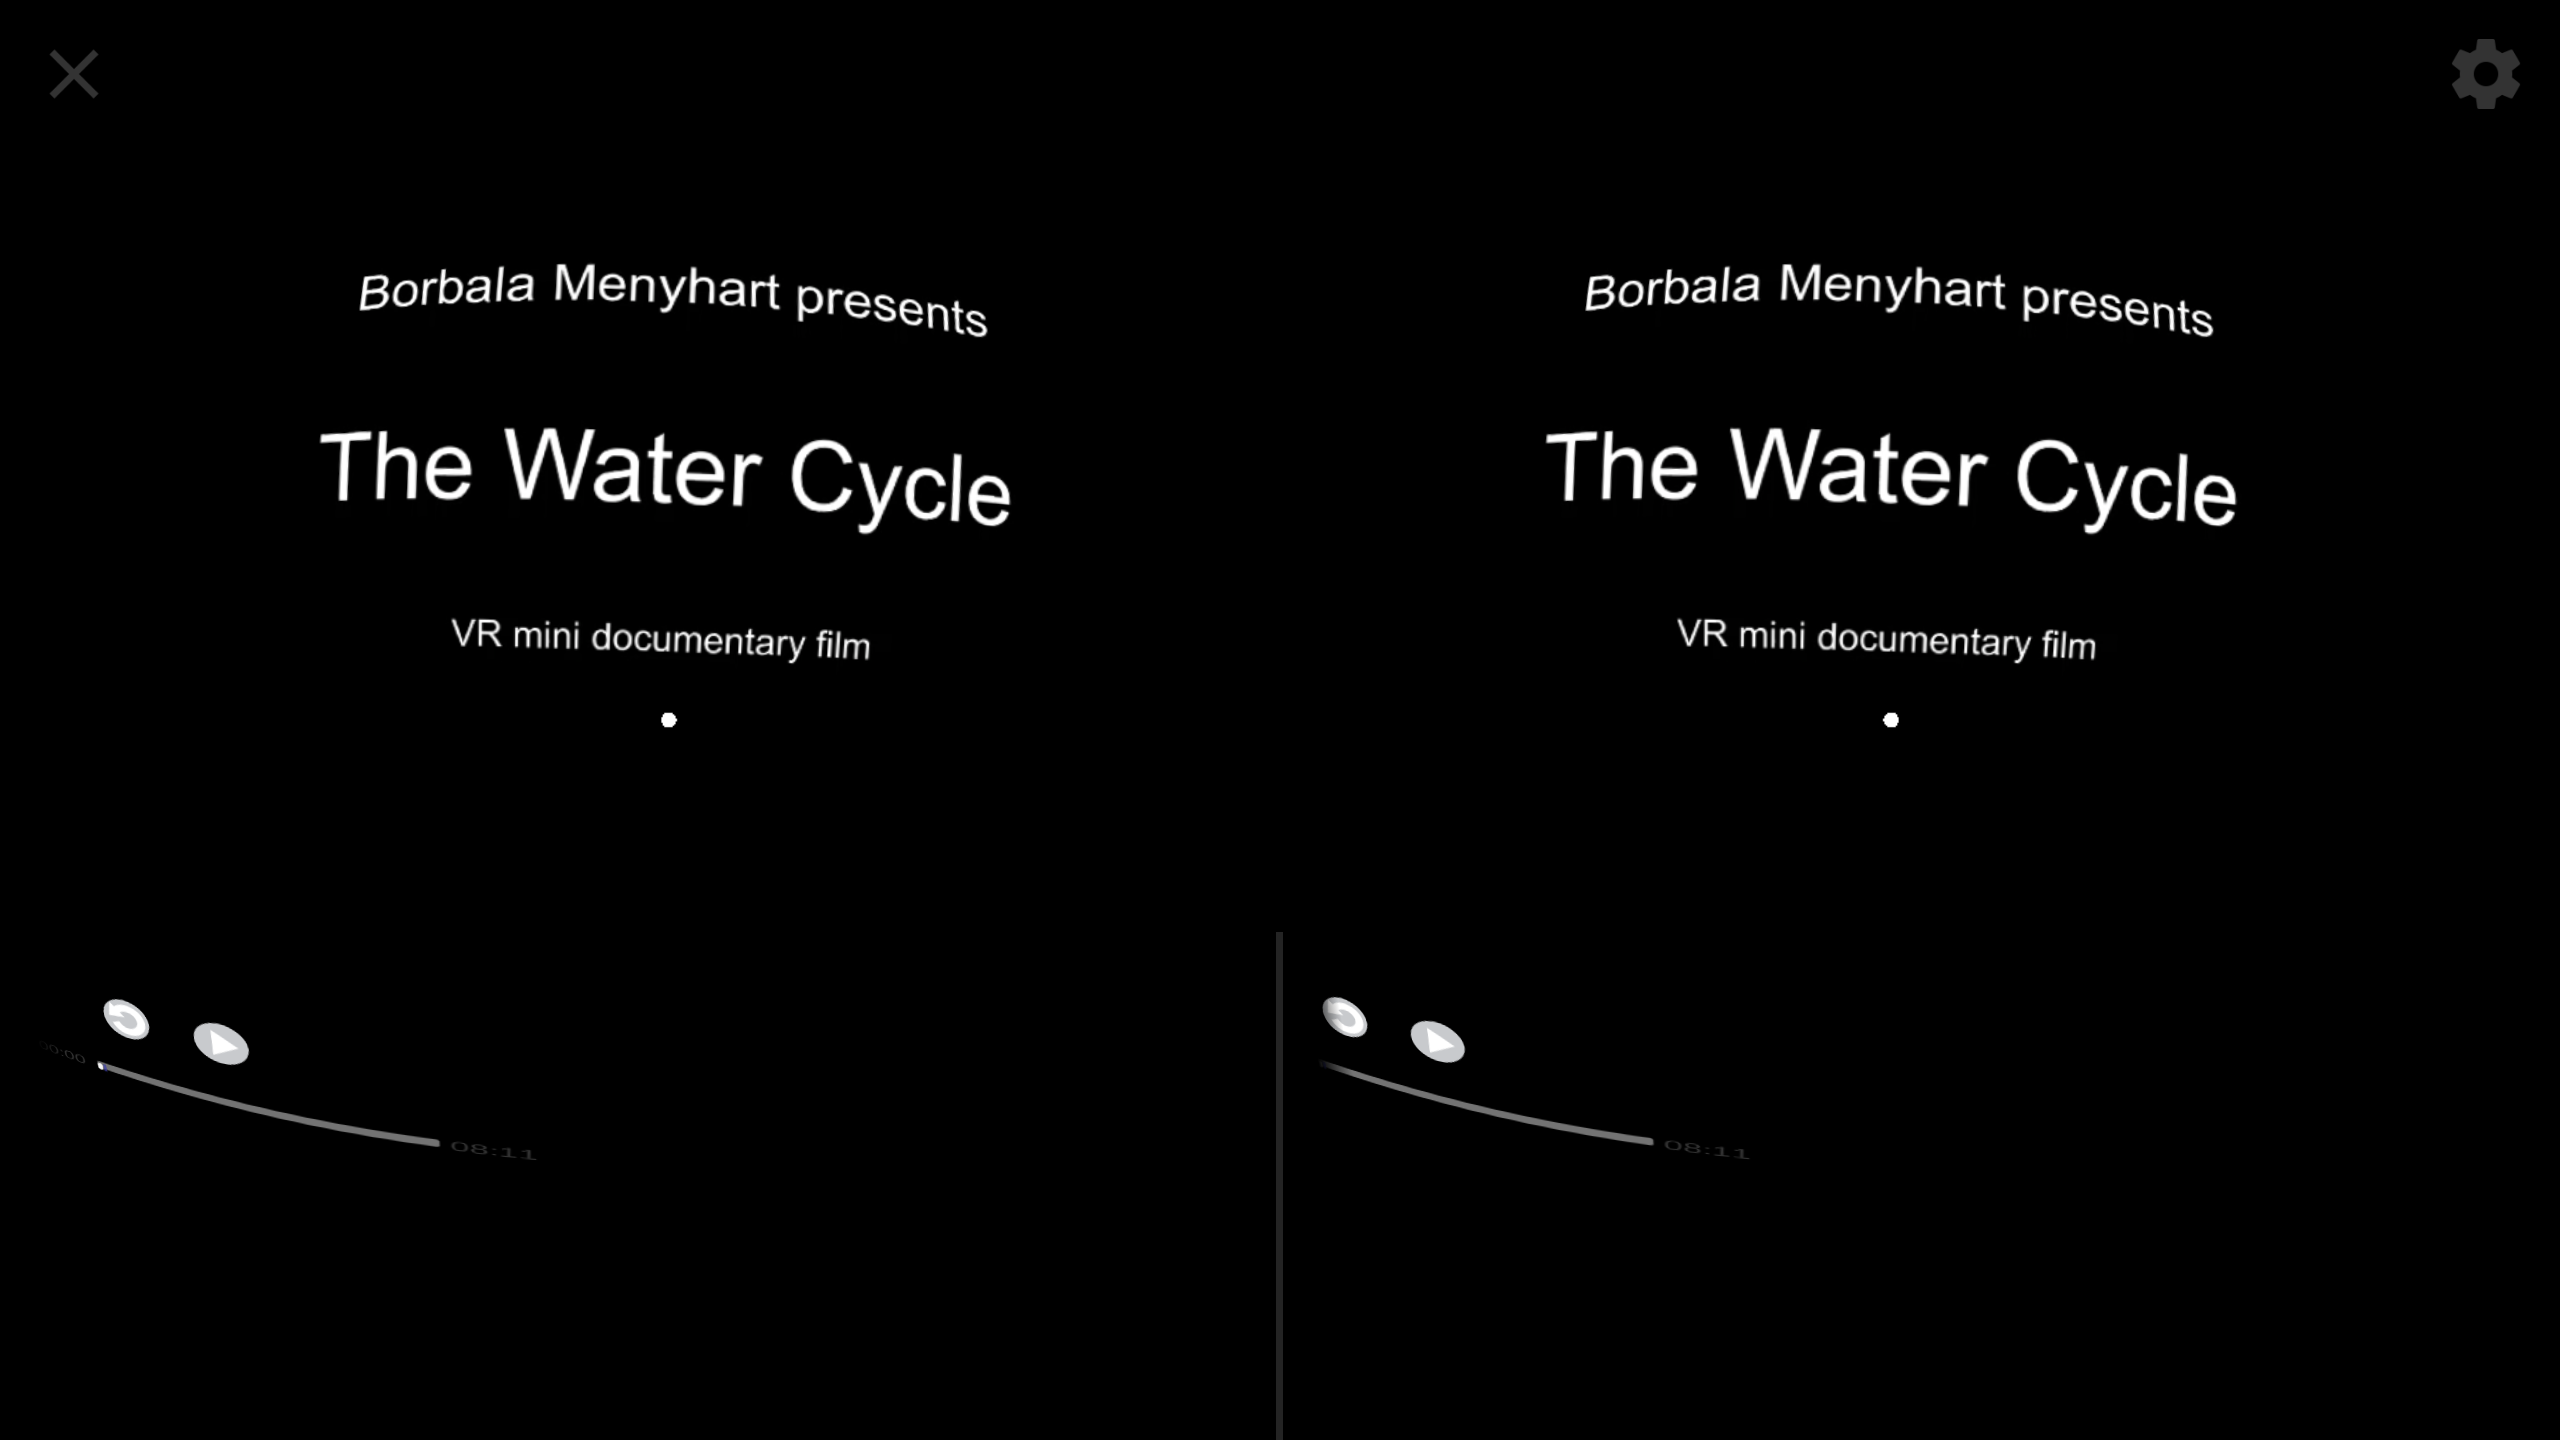 Borbala Menyhart presents
The Water Cycle
VR mini documentary film
00:00
08:11
Borbala Menyhart presents
The Water Cycle
VR mini documentary film
08:11